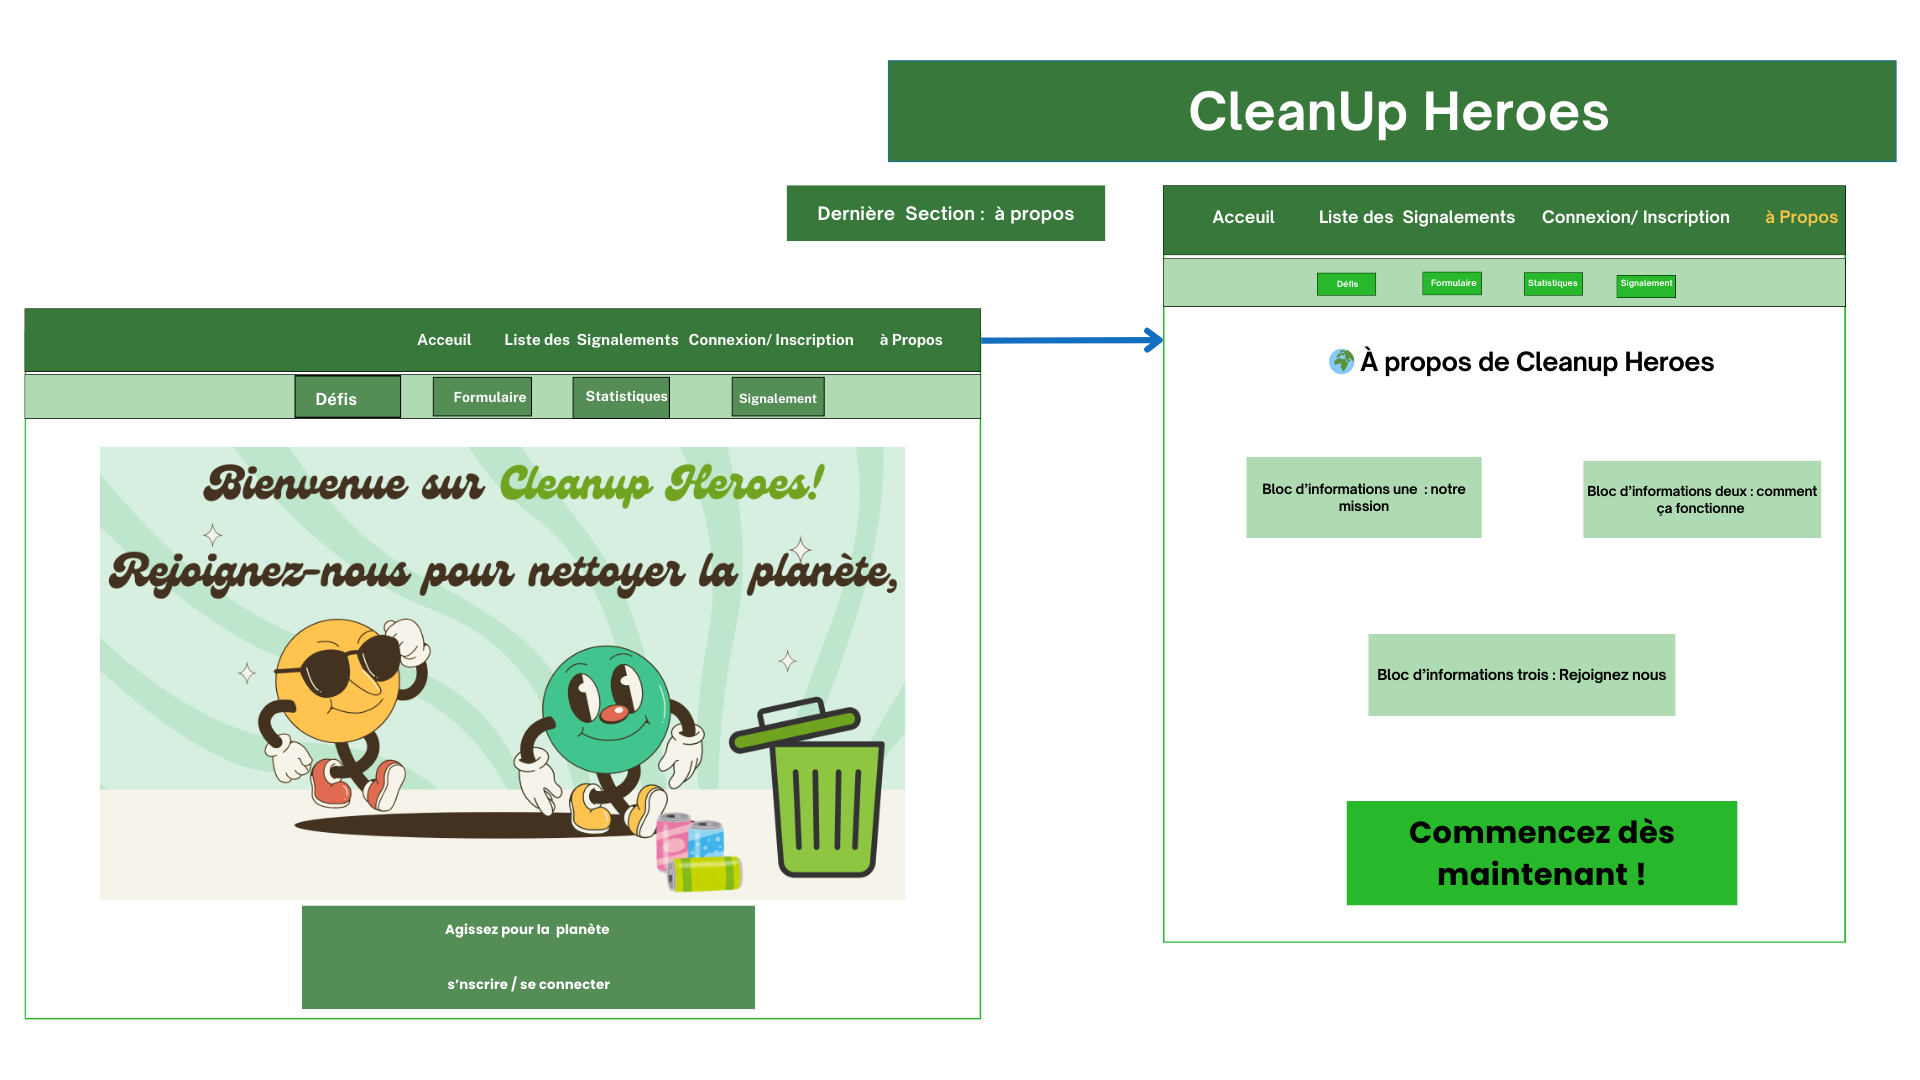 CleanUp Heroes
Dernière Section : à propos
Acceuil Liste des Signalements Connexion/ Inscription à Propos
Défis Formulaire Statistiques Signalement
Bienvenue sur Cleanup Heroes!
Rejoignez-nous pour nettoyer la planète,
Agissez pour la planète
s’nscrire / se connecter
Acceuil Liste des Signalements Connexion/ Inscription à Propos
Défis Formulaire Statistiques Signalement
À propos de Cleanup Heroes
Bloc d’informations une : notre
mission
Bloc d’informations deux : comment
ça fonctionne
Bloc d’informations trois : Rejoignez nous
Commencez dès
maintenant !